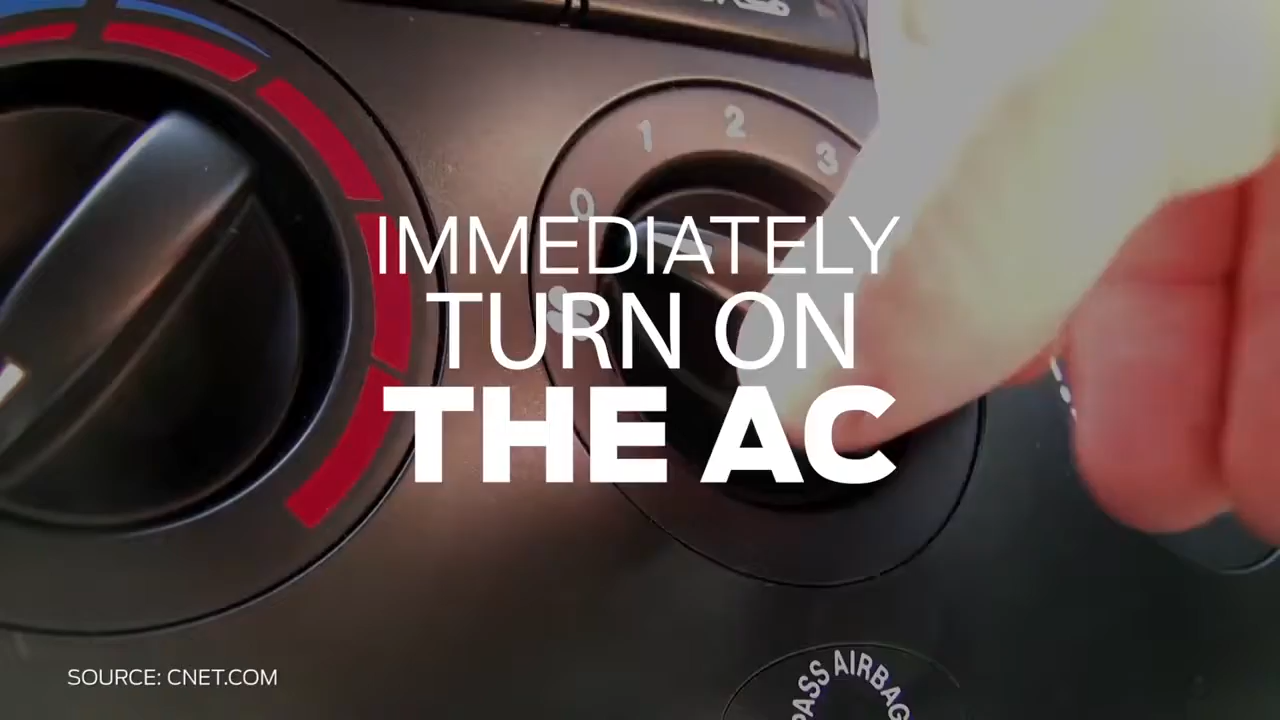 1 2 3
0
IMMEDIATELY
TURN ON
THE AC
SOURCE: CNET.COM
PASS AIRBAG